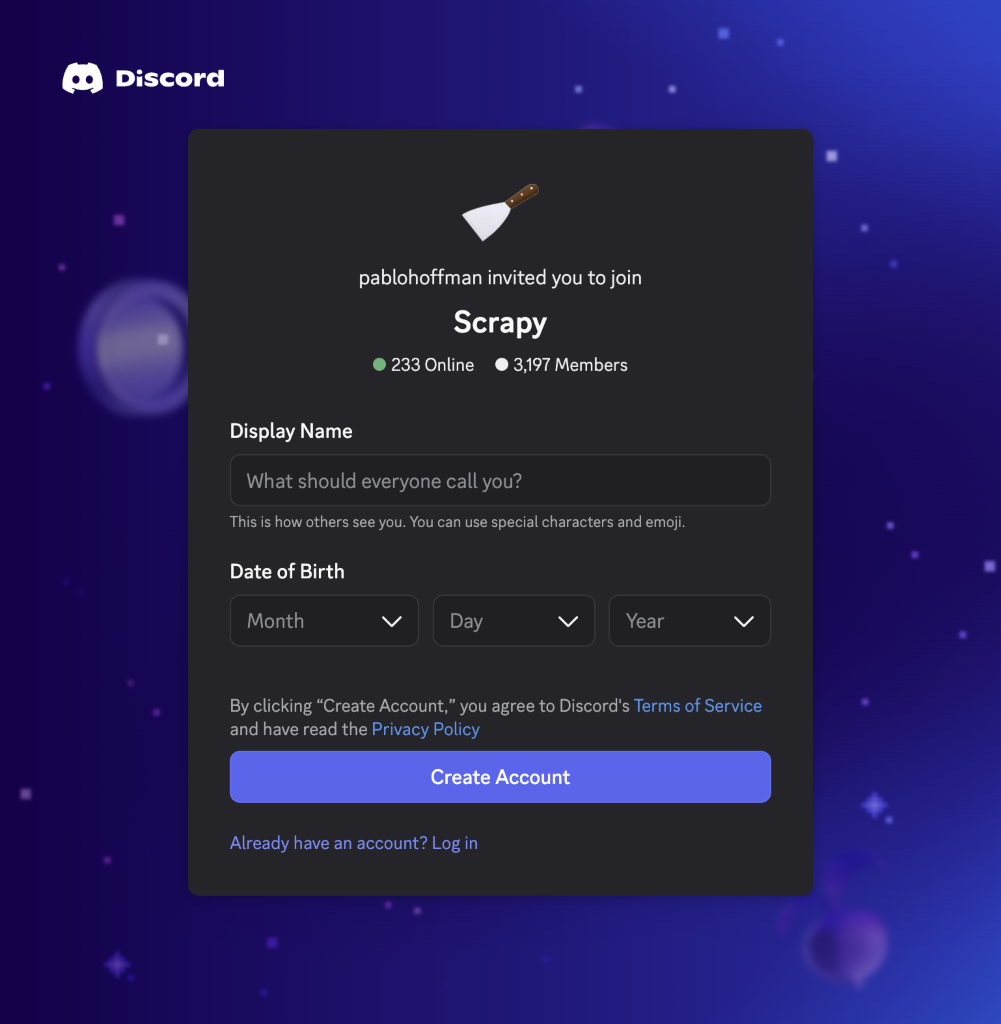 Discord
pablohoffman invited you to join
Scrapy
233 Online 3,197 Members
Display Name
What should everyone call you?
This is how others see you. You can use special characters and emoji.
Date of Birth
Month Day Year
By clicking “Create Account,” you agree to Discord's Terms of Service
and have read the Privacy Policy
Create Account
Already have an account? Log in